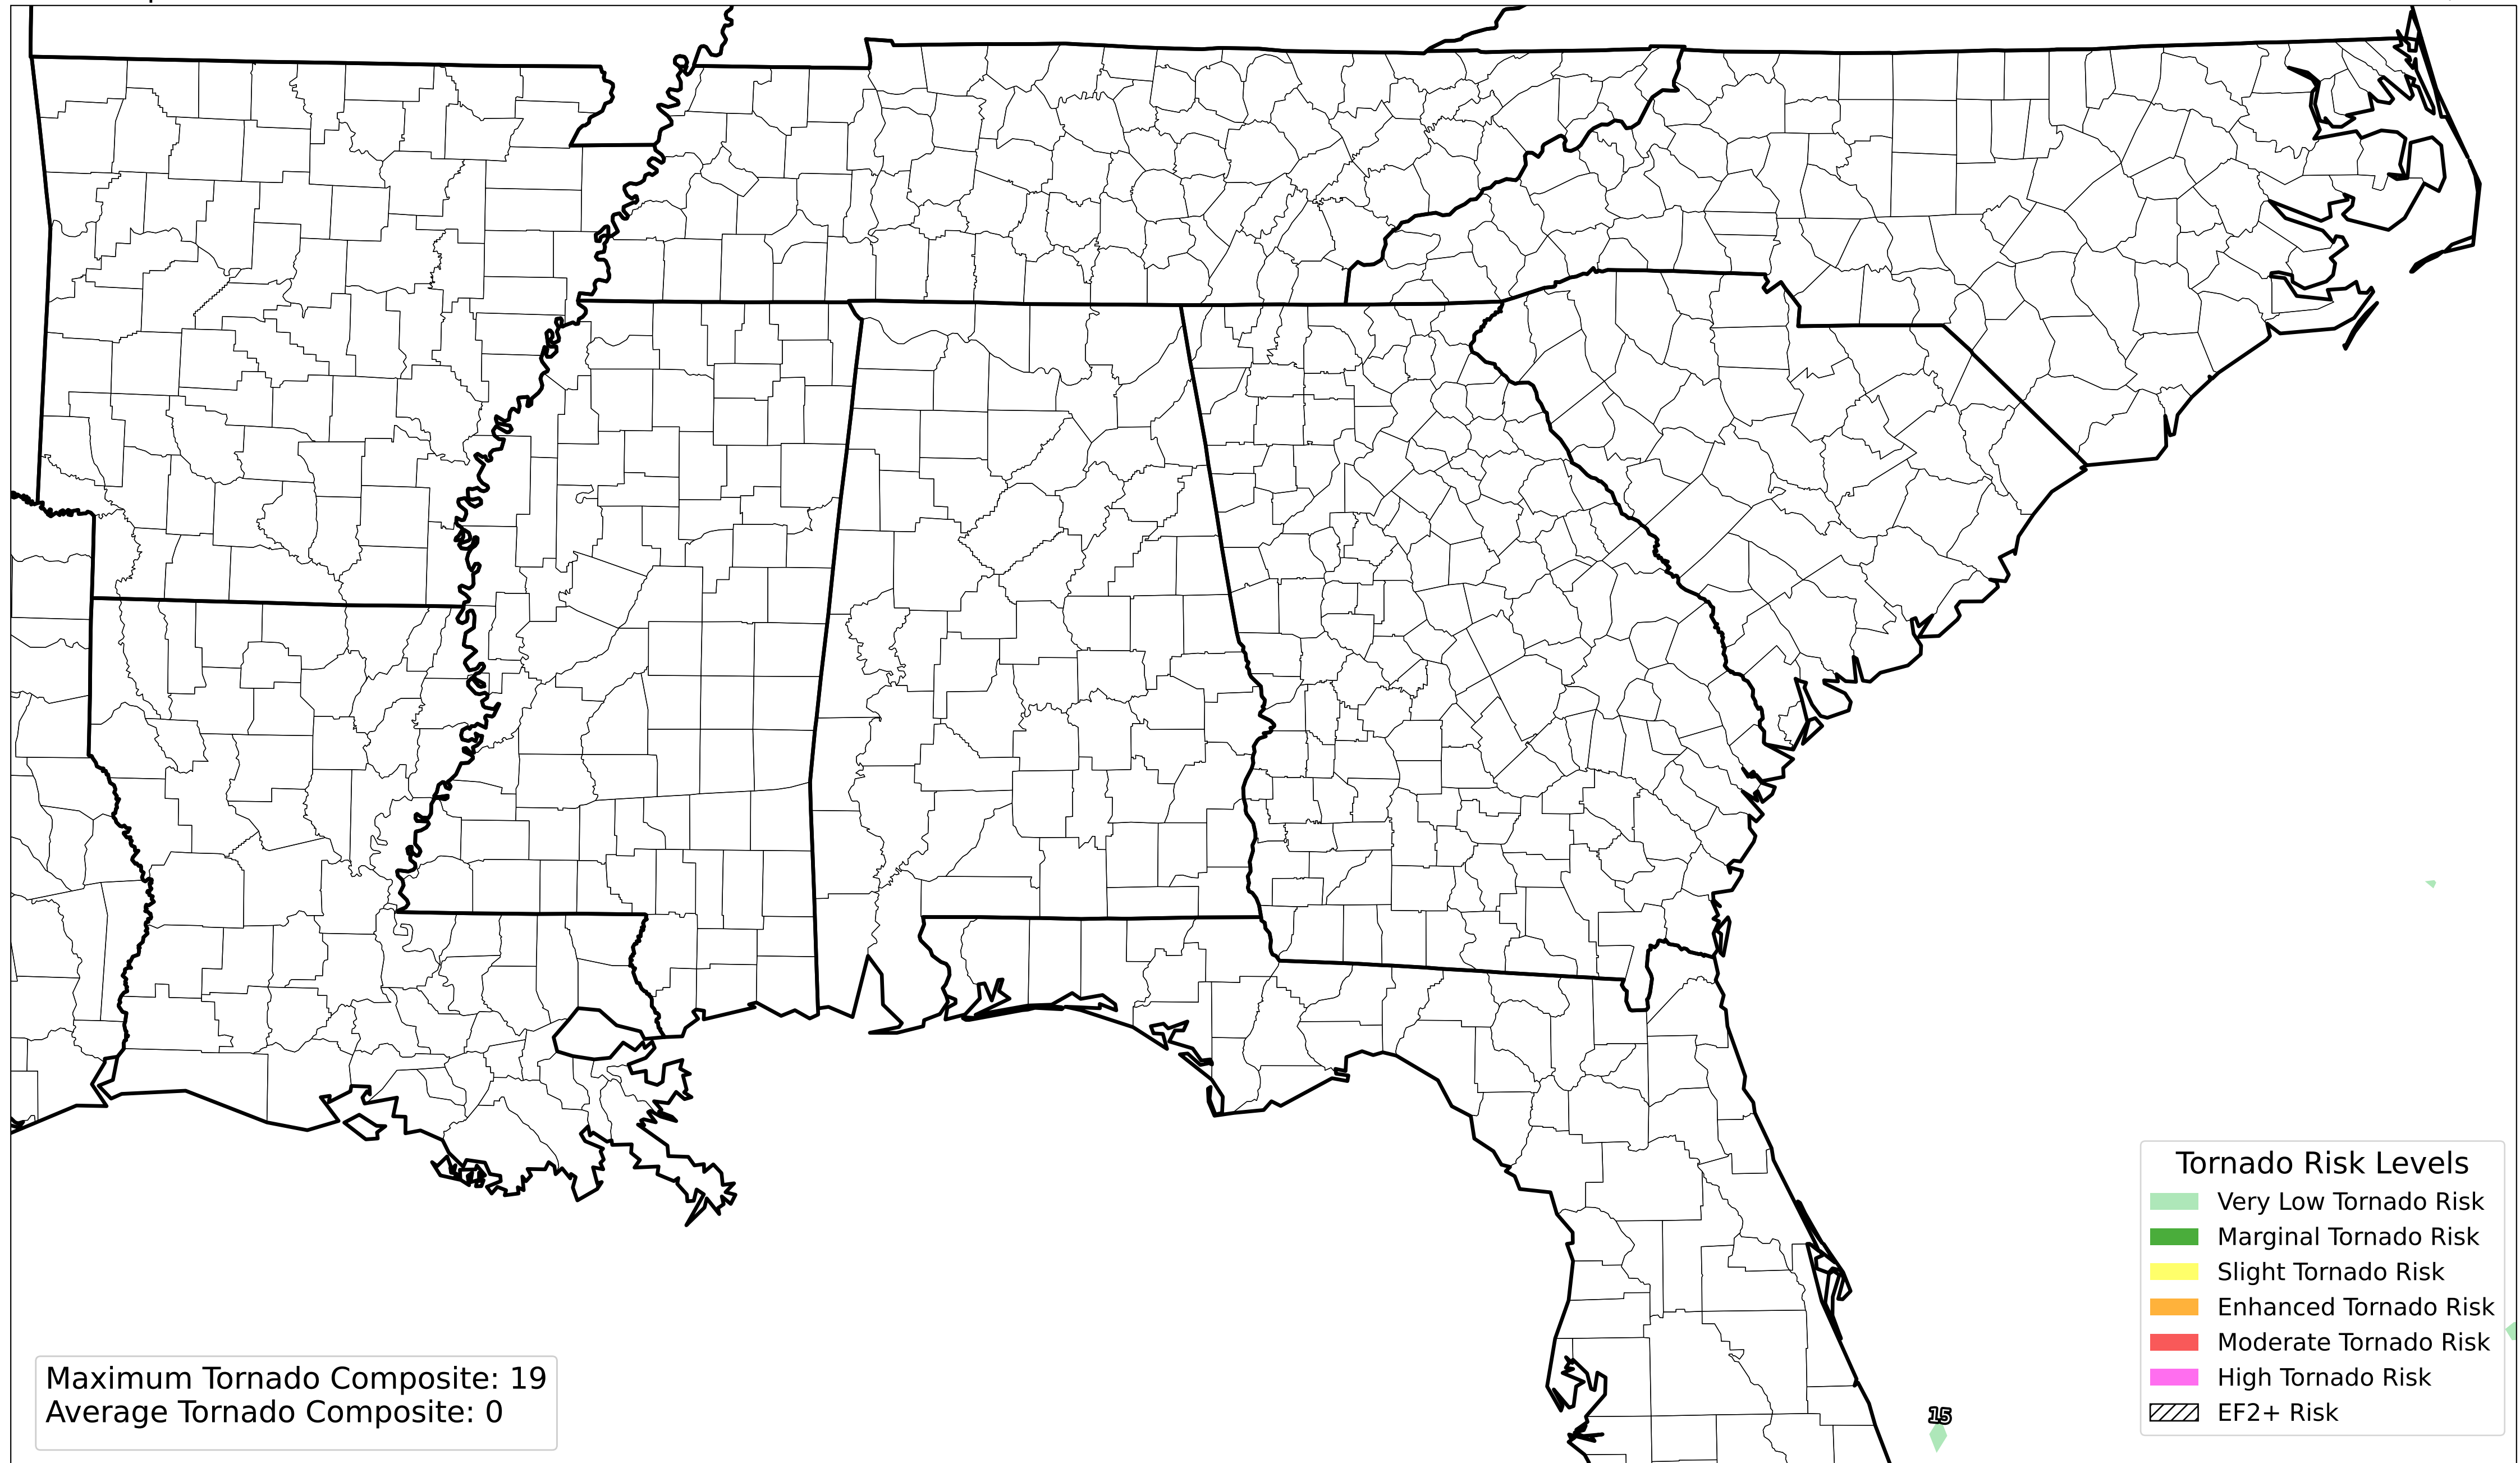 Tornado Risk Levels
Very Low Tornado Risk
Marginal Tornado Risk
Slight Tornado Risk
Enhanced Tornado Risk
Moderate Tornado Risk
High Tornado Risk
EF2+ Risk
Maximum Tornado Composite: 19
Average Tornado Composite: 0
15